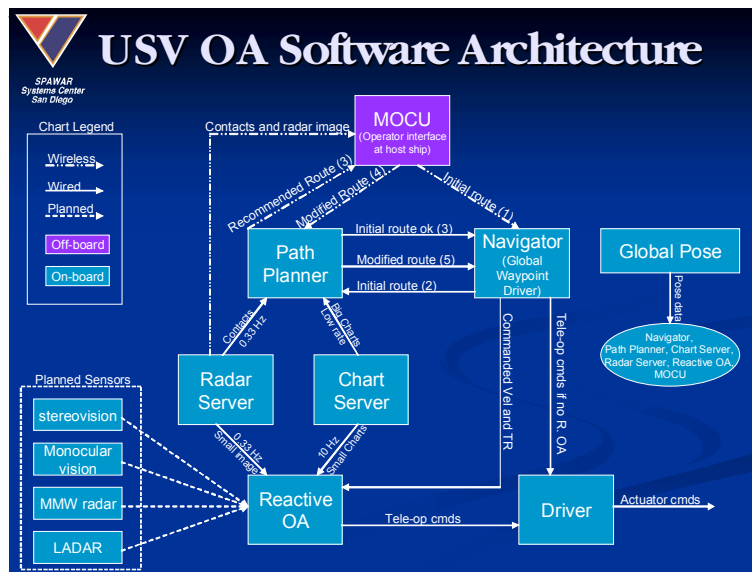 USV OA Software Architecture
SPAWAR
Systems Center
San Diego
Chart Legend
Wireless
Wired
Planned
Off-board
On-board
MOCU
(Operator interface
at host ship)
Contacts and radar image
Recommended Route (3)
Modified Route (4)
Initial route (1)
Path
Planner
Initial route ok (3)
Modified route (5)
Initial route (2)
Navigator
(Global
Waypoint
Driver)
Global Pose
Pose data
Navigator,
Path Planner, Chart Server,
Radar Server, Reactive OA,
MOCU
Contacts
0.33 Hz
Big Charts
Low rate
Commanded Vel and TR
Tele-op cmds if no R. OA
Radar
Server
Chart
Server
Planned Sensors
stereovision
Monocular
vision
MMW radar
LADAR
0.33 Hz
Small image
10 Hz
Small Charts
Reactive
OA
Tele-op cmds
Driver
Actuator cmds